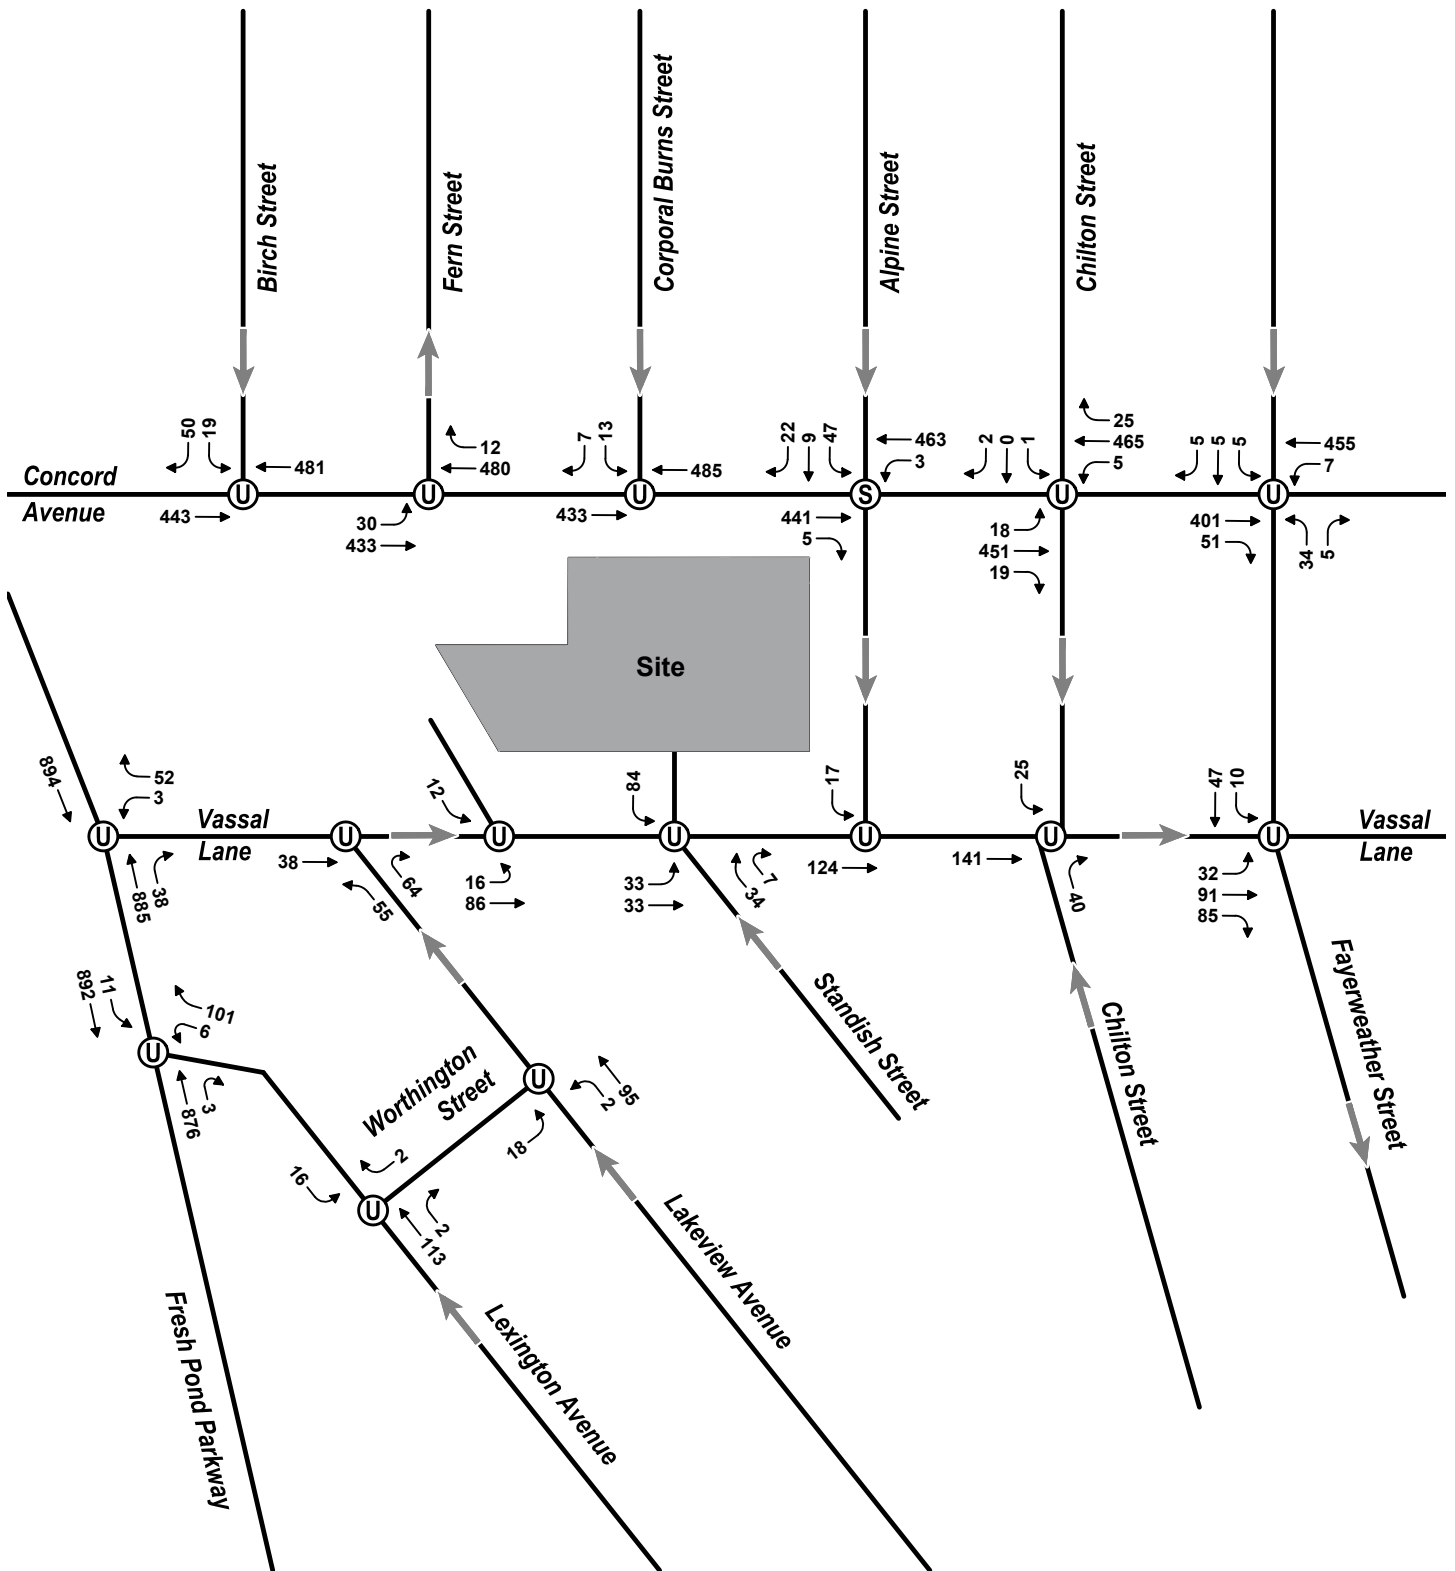 Birch Street
Fern Street
Corporal Burns Street
Alpine Street
Chilton Street
50
19
481
12
480
7
13
485
22
9
47
463
3
2
0
1
25
465
5
5
5
5
455
7
Concord
Avenue
U
U
U
S
U
U
443
30
433
433
441
5
18
451
19
401
51
34
5
Site
894
52
3
12
84
17
25
47
10
Vassal
Lane
Vassal
Lane
U
U
U
U
U
U
U
38
885
38
64
55
16
86
33
33
7
34
124
141
40
32
91
85
892
11
101
6
U
3
876
Worthington
Street
U
95
2
18
2
16
U
2
113
Standish Street
Chilton Street
Fayerweather Street
Lakeview Avenue
Lexington Avenue
Fresh Pond Parkway